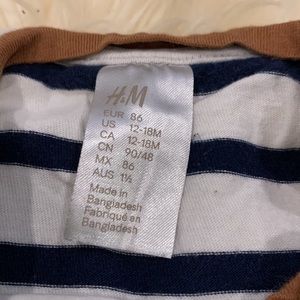 H&M
EUR 86
US 12-18M
CA 12-18M
CN 90/48
MX 86
AUS 1½
Made in
Bangladesh
Fabriqué en
Bangladesh